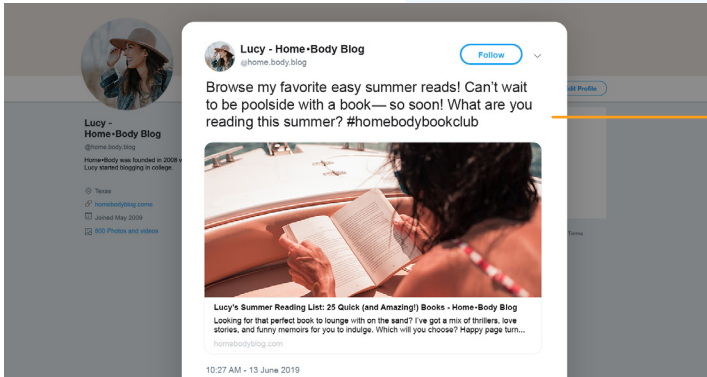 Lucy - Home•Body Blog
@home.body.blog
Follow
Browse my favorite easy summer reads! Can't wait
to be poolside with a book— so soon! What are you
reading this summer? #homebodybookclub
Lucy's Summer Reading List: 25 Quick (and Amazing!) Books - Home•Body Blog
Looking for that perfect book to lounge with on the sand? I've got a mix of thrillers, love
stories, and funny memoirs for you to indulge. Which will you choose? Happy page turn...
homebodyblog.com
10:27 AM - 13 June 2019
Lucy -
Home•Body Blog
@home.body.blog
Home•Body was founded in 2008
Lucy started blogging in college.
Texas
homebodyblog.come
Joined May 2009
600 Photos and videos
Edit Profile
Terms